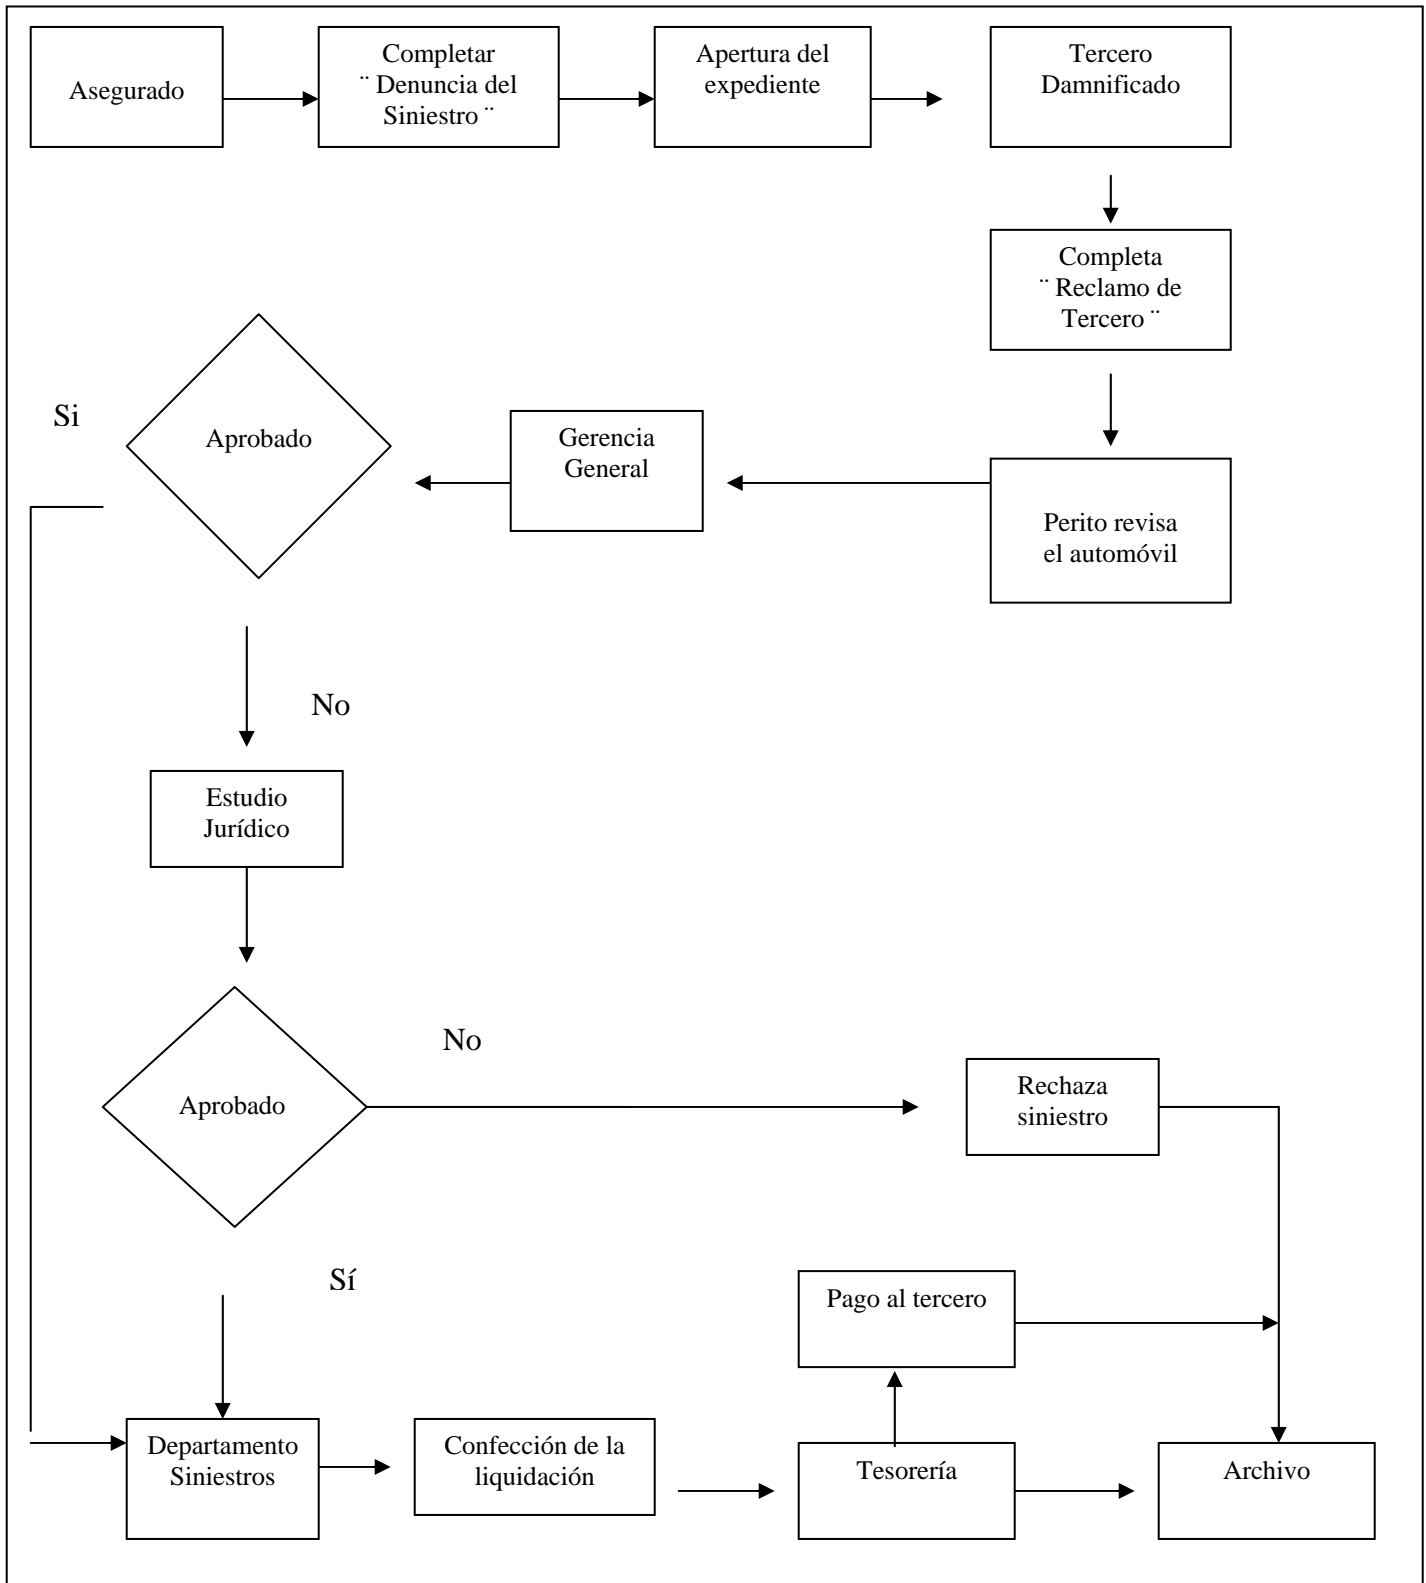 Asegurado
Completar
¨ Denuncia del
Siniestro ¨
Apertura del
expediente
Tercero
Damnificado
Completa
¨ Reclamo de
Tercero ¨
Perito revisa
el automóvil
Gerencia
General
Aprobado
Si
No
Estudio
Jurídico
Aprobado
No
Rechaza
siniestro
Sí
Departamento
Siniestros
Confección de la
liquidación
Tesorería
Pago al tercero
Archivo